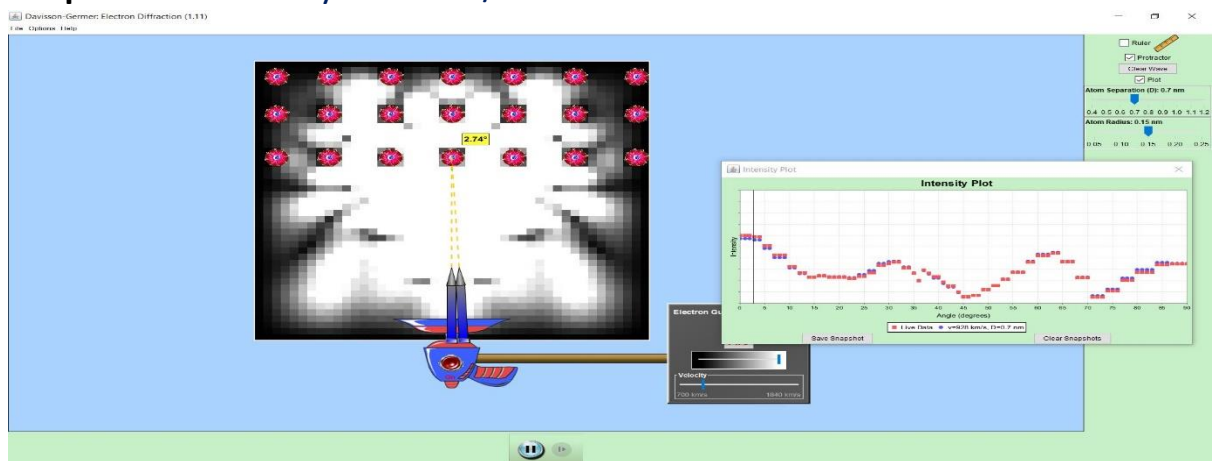 Davisson-Germer: Electron Diffraction (1.11)
File Options Help
Ruler
Protractor
Clear Wave
Plot
Atom Separation (D): 0.7 nm
0.4 0.5 0.6 0.7 0.8 0.9 1.0 1.1 1.2
Atom Radius: 0.15 nm
0.05 0.10 0.15 0.20 0.25
2.74°
Intensity Plot
Intensity Plot
Intensity
0 5 10 15 20 25 30 35 40 45 50 55 60 65 70 75 80 85 90
Angle (degrees)
Live Data v=928 km/s, D=0.7 nm
Save Snapshot Clear Snapshots
Velocity
700 km/s